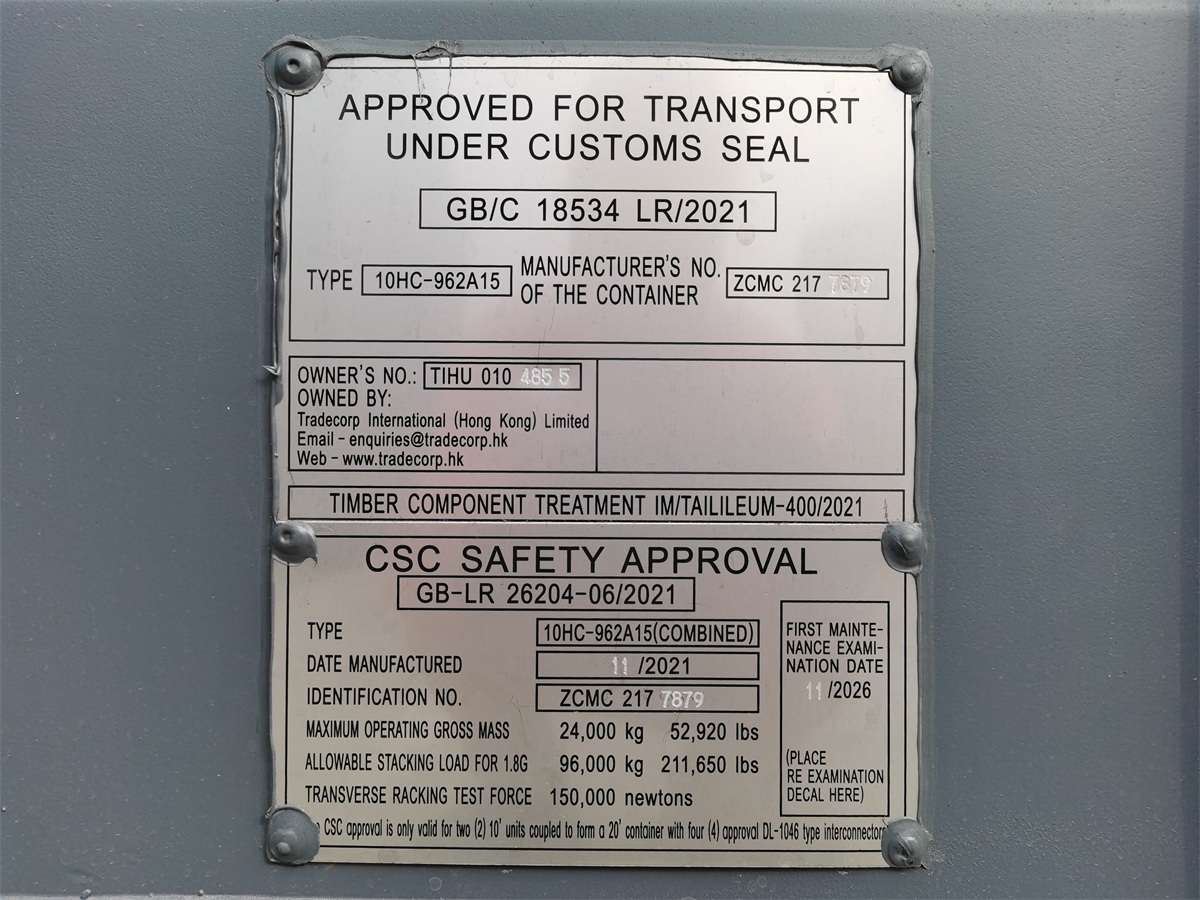 APPROVED FOR TRANSPORT
UNDER CUSTOMS SEAL
GB/C 18534 LR/2021
TYPE 10HC-962A15 MANUFACTURER'S NO. OF THE CONTAINER ZCMC 217 7879
OWNER'S NO.: TIHU 010 485 5
OWNED BY:
Tradecorp International (Hong Kong) Limited
Email - enquiries@tradecorp.hk
Web - www.tradecorp.hk
TIMBER COMPONENT TREATMENT IM/TAILILEUM-400/2021
CSC SAFETY APPROVAL
GB-LR 26204-06/2021
TYPE 10HC-962A15(COMBINED)
DATE MANUFACTURED 11 /2021
IDENTIFICATION NO. ZCMC 217 7879
MAXIMUM OPERATING GROSS MASS 24,000 kg 52,920 lbs
ALLOWABLE STACKING LOAD FOR 1.8G 96,000 kg 211,650 lbs
TRANSVERSE RACKING TEST FORCE 150,000 newtons
FIRST MAINTE-
NANCE EXAMI-
NATION DATE
11 /2026
(PLACE
RE EXAMINATION
DECAL HERE)
CSC approval is only valid for two (2) 10' units coupled to form a 20' container with four (4) approval DL-1046 type